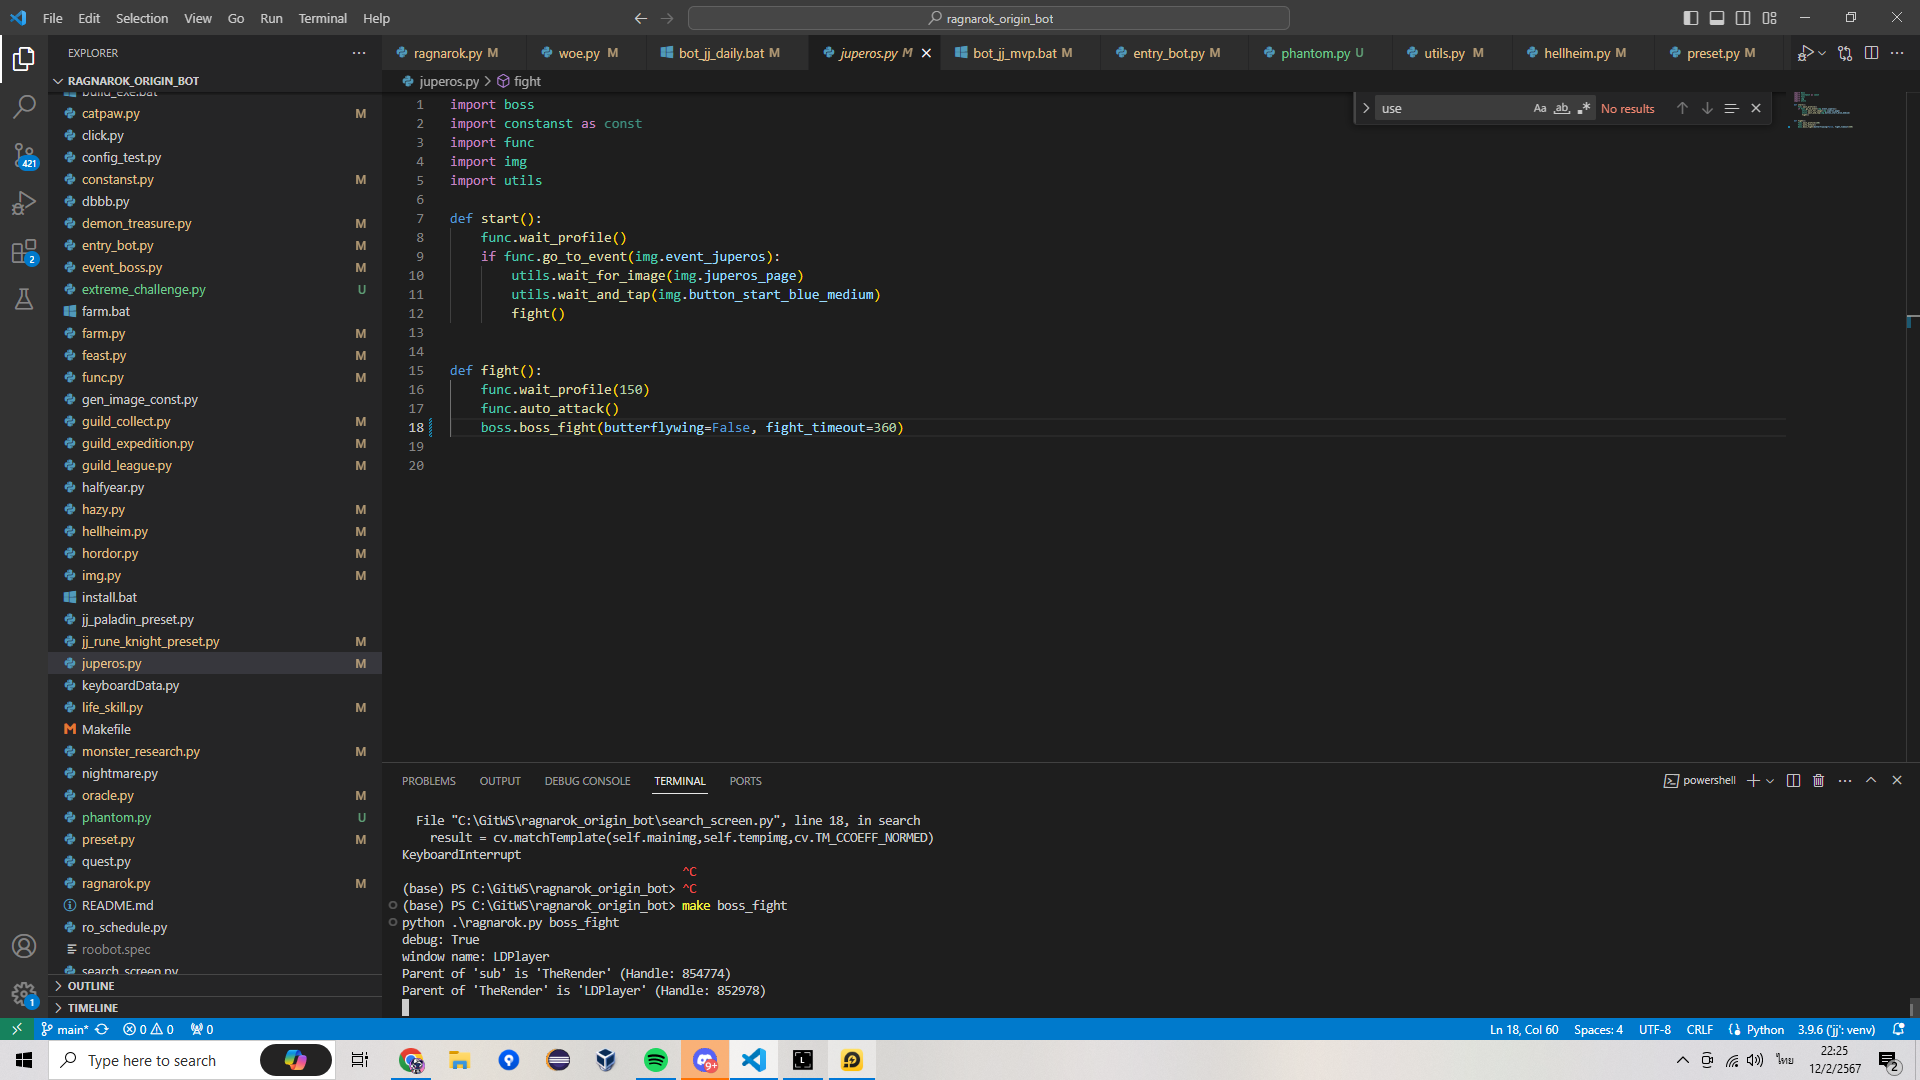 File Edit Selection View Go Run Terminal Help
ragnarok_origin_bot
EXPLORER
RAGNAROK_ORIGIN_BOT
build_exe.bat
catpaw.py M
click.py
config_test.py
constanst.py M
dbbb.py
demon_treasure.py M
entry_bot.py M
event_boss.py M
extreme_challenge.py U
farm.bat
farm.py M
feast.py M
func.py M
gen_image_const.py
guild_collect.py M
guild_expedition.py M
guild_league.py M
halfyear.py
hazy.py M
hellheim.py M
hordor.py M
img.py M
install.bat
jj_paladin_preset.py
jj_rune_knight_preset.py M
juperos.py M
keyboardData.py
life_skill.py M
Makefile
monster_research.py M
nightmare.py
oracle.py M
phantom.py U
preset.py M
quest.py
ragnarok.py M
README.md
ro_schedule.py
roobot.spec
search_screen.py
OUTLINE
TIMELINE
421
2
1
ragnarok.py M woe.py M bot_jj_daily.bat M juperos.py M bot_jj_mvp.bat M entry_bot.py M phantom.py U utils.py M hellheim.py M preset.py M
juperos.py > fight
use Aa ab .* No results
1 import boss
2 import constanst as const
3 import func
4 import img
5 import utils
6
7 def start():
8 func.wait_profile()
9 if func.go_to_event(img.event_juperos):
10 utils.wait_for_image(img.juperos_page)
11 utils.wait_and_tap(img.button_start_blue_medium)
12 fight()
13
14
15 def fight():
16 func.wait_profile(150)
17 func.auto_attack()
18 boss.boss_fight(butterflywing=False, fight_timeout=360)
19
20
PROBLEMS OUTPUT DEBUG CONSOLE TERMINAL PORTS
powershell
File "C:\GitWS\ragnarok_origin_bot\search_screen.py", line 18, in search
result = cv.matchTemplate(self.mainimg,self.tempimg,cv.TM_CCOEFF_NORMED)
KeyboardInterrupt
^C
(base) PS C:\GitWS\ragnarok_origin_bot> ^C
(base) PS C:\GitWS\ragnarok_origin_bot> make boss_fight
python .\ragnarok.py boss_fight
debug: True
window name: LDPlayer
Parent of 'sub' is 'TheRender' (Handle: 854774)
Parent of 'TheRender' is 'LDPlayer' (Handle: 852978)
main* 0 0 0
Ln 18, Col 60 Spaces: 4 UTF-8 CRLF Python 3.9.6 ('jj': venv)
Type here to search
9+
L
ไทย
22:25
12/2/2567
2